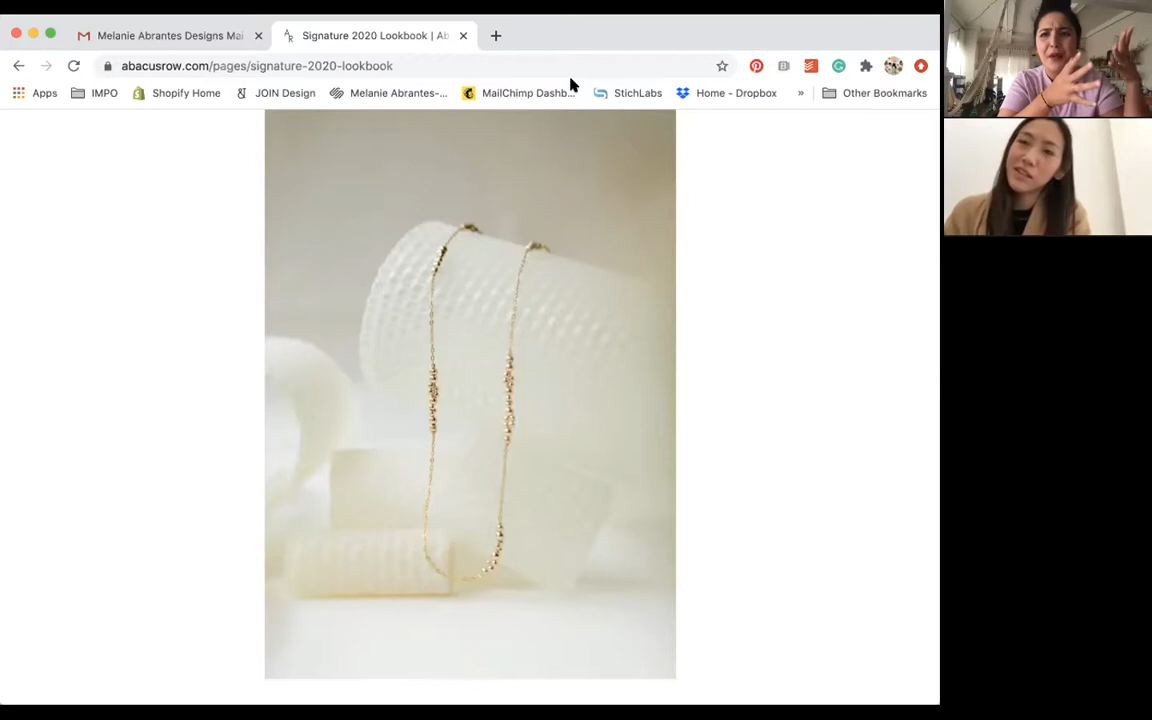 Melanie Abrantes Designs Mai
Signature 2020 Lookbook | Ab
abacusrow.com/pages/signature-2020-lookbook
Apps
IMPO
Shopify Home
JOIN Design
Melanie Abrantes-...
MailChimp Dashb...
StichLabs
Home - Dropbox
»
Other Bookmarks